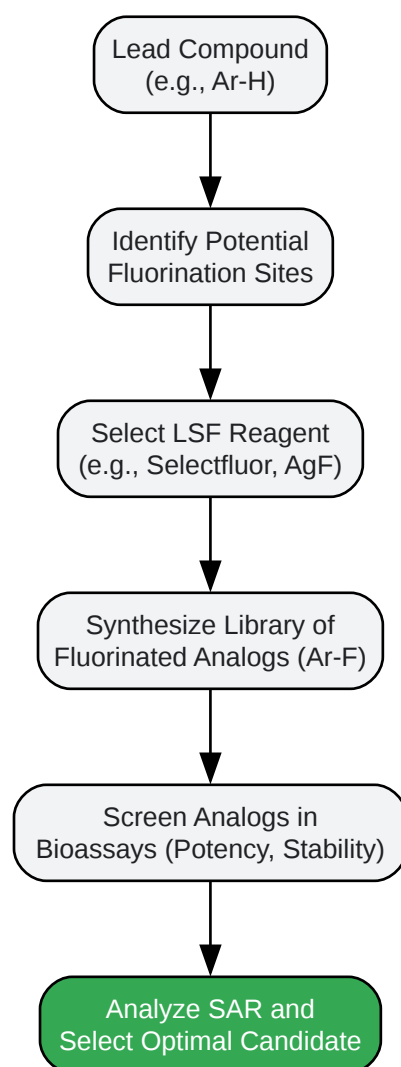 Lead Compound
(e.g., Ar-H)
Identify Potential
Fluorination Sites
Select LSF Reagent
(e.g., Selectfluor, AgF)
Synthesize Library of
Fluorinated Analogs (Ar-F)
Screen Analogs in
Bioassays (Potency, Stability)
Analyze SAR and
Select Optimal Candidate